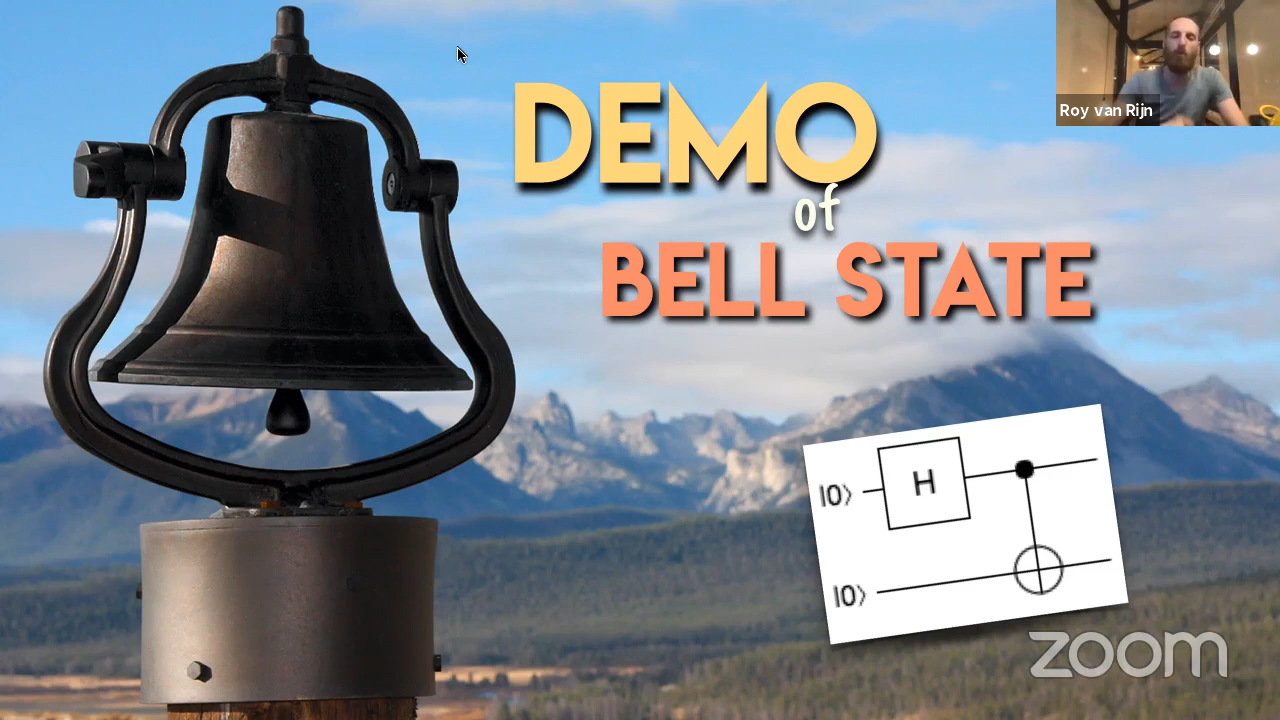 DEMO
of
BELL STATE
Roy van Rijn
|0⟩
H
|0⟩
zoom